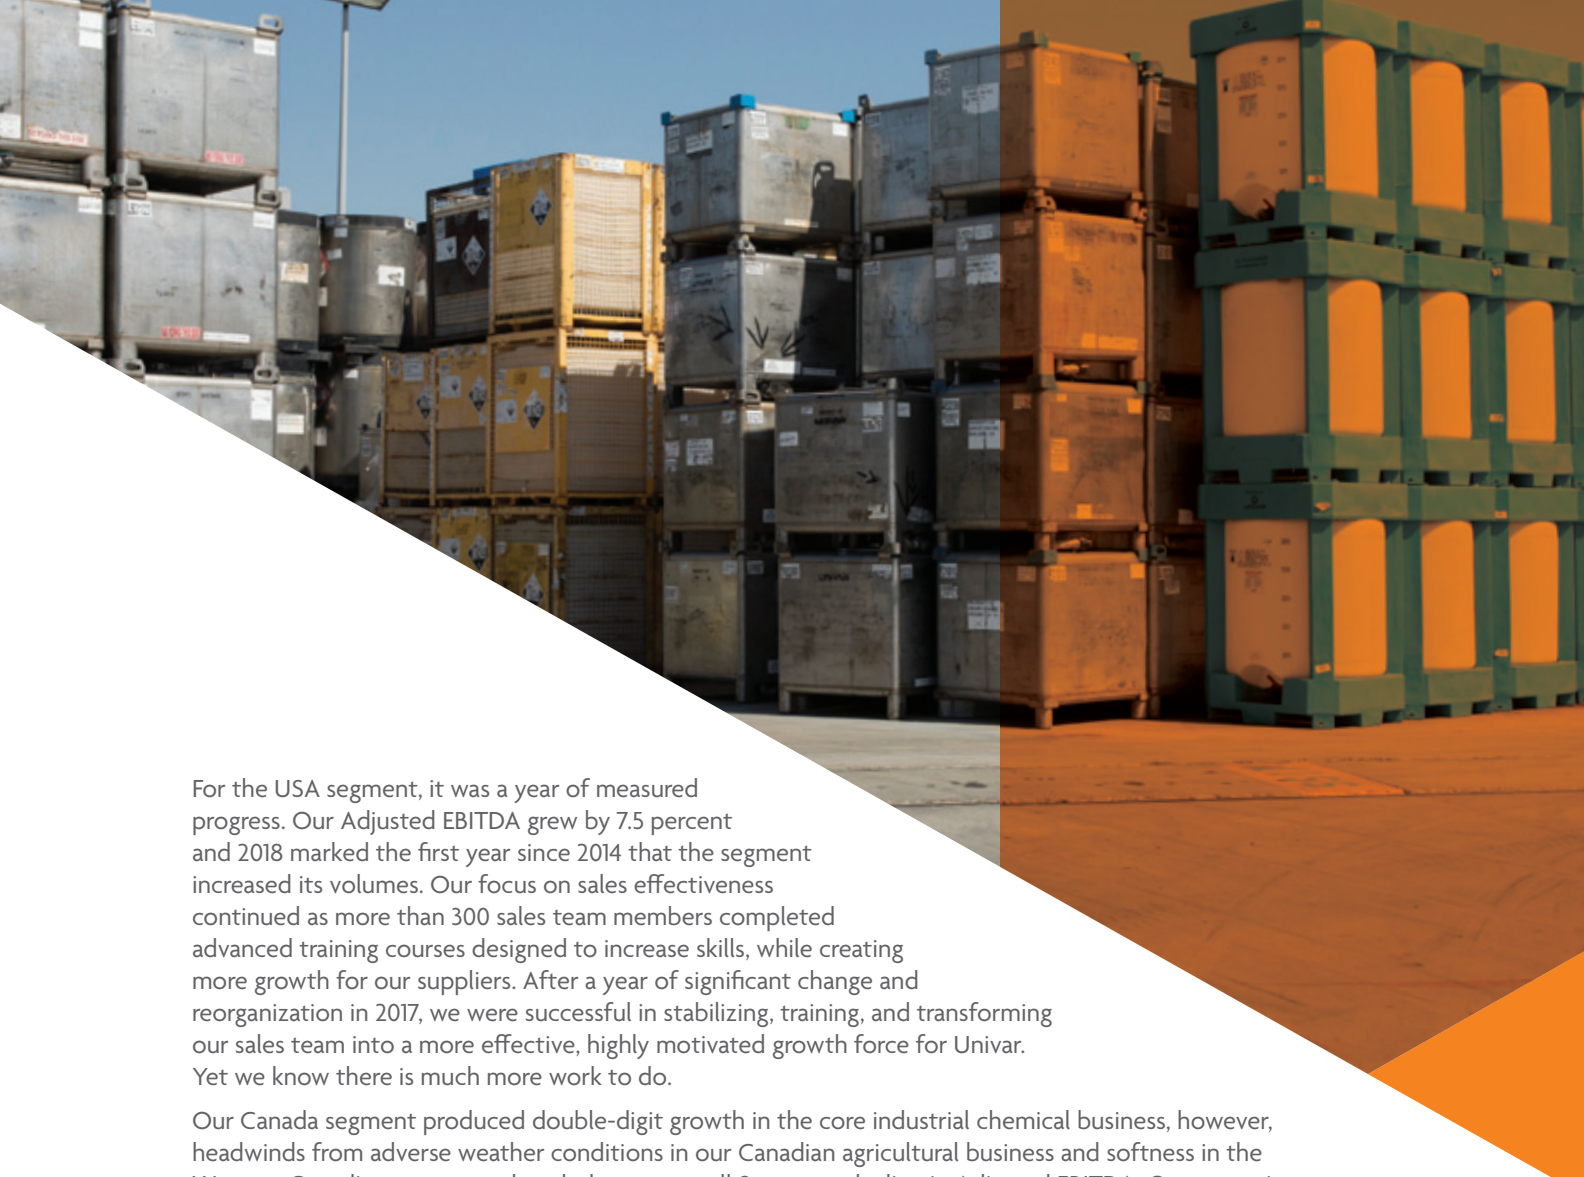 For the USA segment, it was a year of measured
progress. Our Adjusted EBITDA grew by 7.5 percent
and 2018 marked the first year since 2014 that the segment
increased its volumes. Our focus on sales effectiveness
continued as more than 300 sales team members completed
advanced training courses designed to increase skills, while creating
more growth for our suppliers. After a year of significant change and
reorganization in 2017, we were successful in stabilizing, training, and transforming
our sales team into a more effective, highly motivated growth force for Univar.
Yet we know there is much more work to do.
Our Canada segment produced double-digit growth in the core industrial chemical business, however,
headwinds from adverse weather conditions in our Canadian agricultural business and softness in the